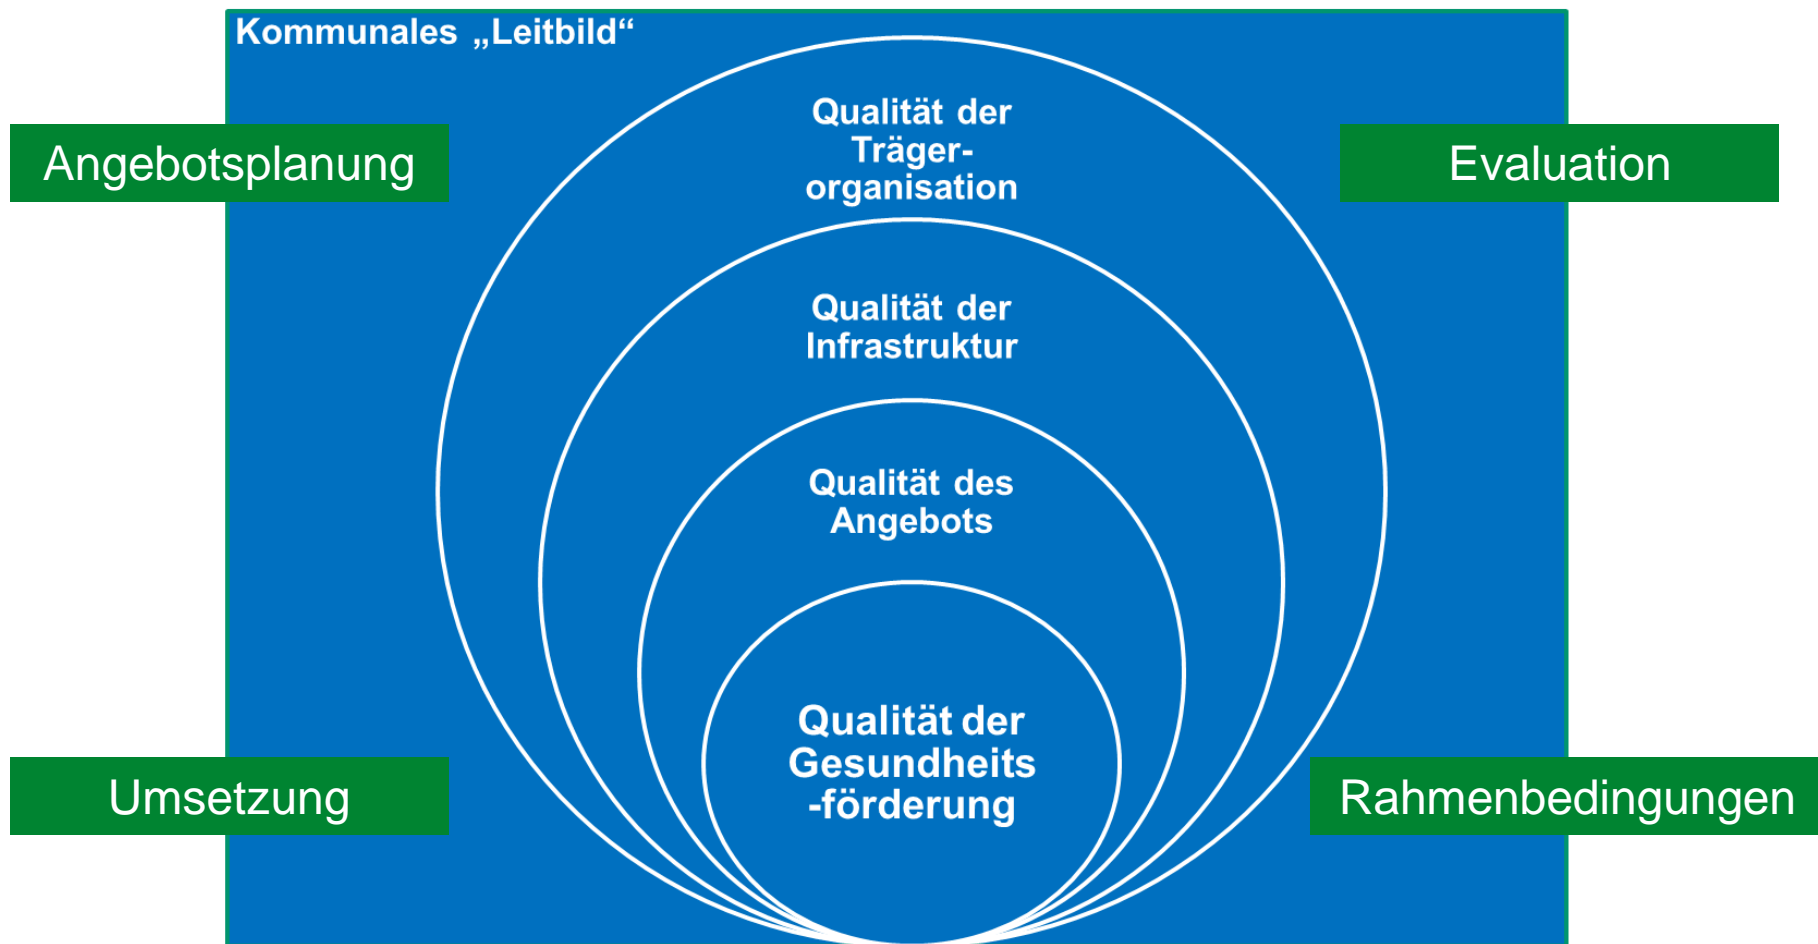 Kommunales „Leitbild“
Angebotsplanung
Evaluation
Qualität der
Träger-
organisation
Qualität der
Infrastruktur
Qualität des
Angebots
Qualität der
Gesundheits
-förderung
Umsetzung
Rahmenbedingungen